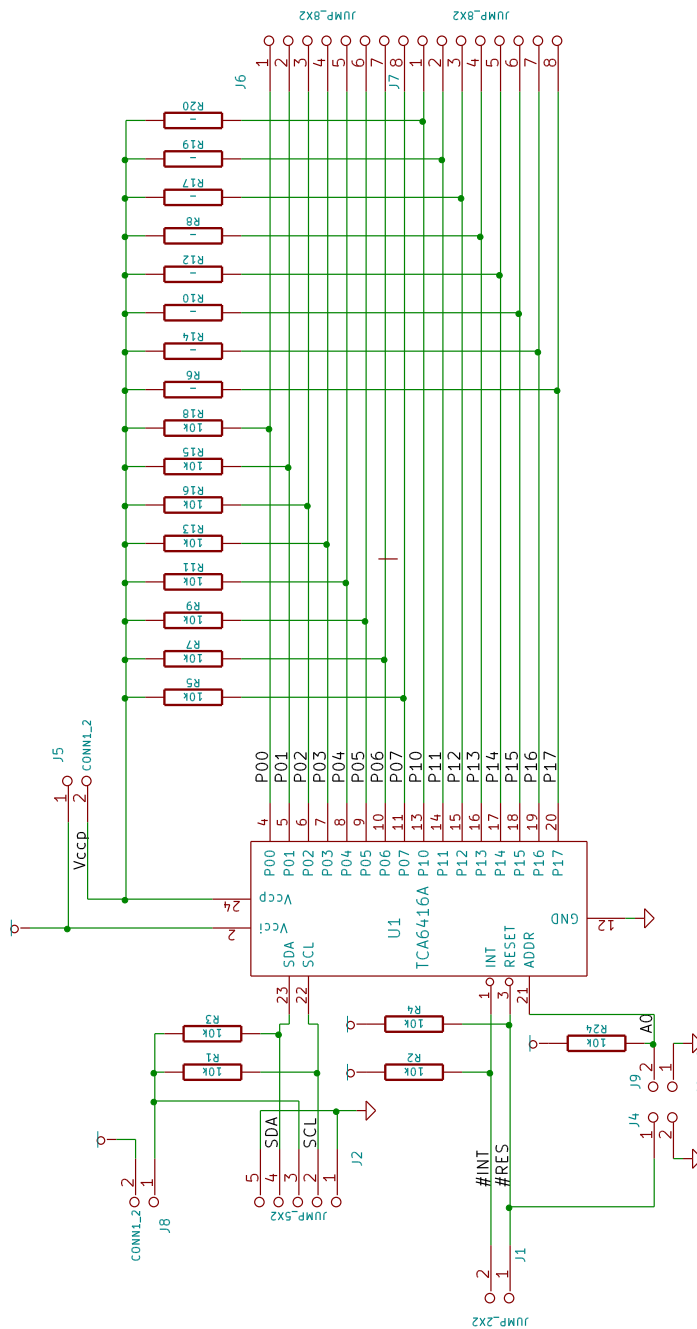 JUMP_8X2
JUMP_8X2
J6
1
2
3
4
5
6
7
8
J7
1
2
3
4
5
6
7
8
R20
-
R19
-
R17
-
R8
-
R12
-
R10
-
R14
-
R6
-
R18
10k
R15
10k
R16
10k
R13
10k
R11
10k
R9
10k
R7
10k
R5
10k
J5
CONN1_2
1
2
Vccp
P00
P01
P02
P03
P04
P05
P06
P07
P10
P11
P12
P13
P14
P15
P16
P17
4
5
6
7
8
9
10
11
13
14
15
16
17
18
19
20
P00
P01
P02
P03
P04
P05
P06
P07
P10
P11
P12
P13
P14
P15
P16
P17
24
Vccp
2
Vcci
U1
TCA6416A
GND
12
SDA
SCL
INT
RESET
ADDR
23
22
1
3
21
R3
10k
R1
10k
R4
10k
R2
10k
R24
10k
A0
J9
2
1
J4
1
2
SDA
SCL
#INT
#RES
2
1
CONN1_2
J8
5
4
3
2
1
J2
JUMP_5X2
2
1
J1
JUMP_2X2